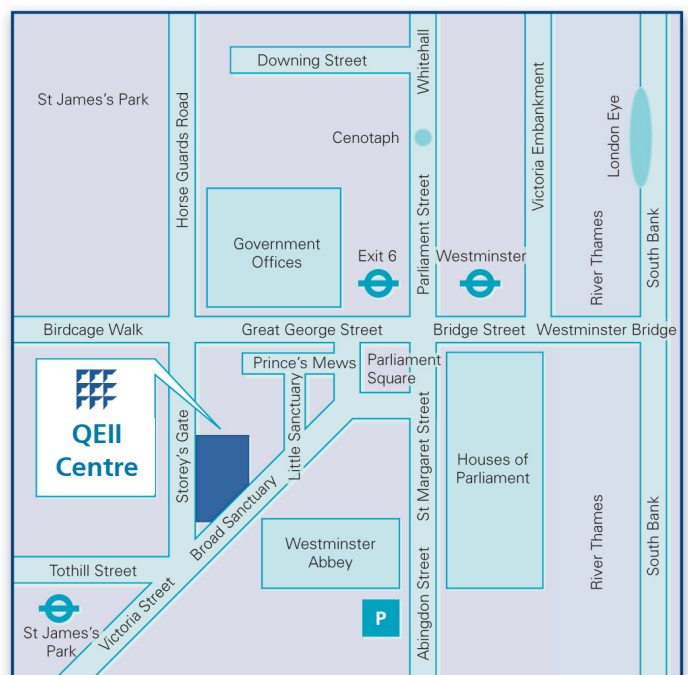 Downing Street
Whitehall
St James's Park
Horse Guards Road
Cenotaph
Victoria Embankment
London Eye
Government
Offices
Exit 6
Parliament Street
Westminster
River Thames
South Bank
Birdcage Walk
Great George Street
Bridge Street
Westminster Bridge
Prince's Mews
Parliament
Square
QEII
Centre
Storey's Gate
Little Sanctuary
St Margaret Street
Houses of
Parliament
Broad Sanctuary
Westminster
Abbey
River Thames
South Bank
Tothill Street
Victoria Street
St James's
Park
P
Abingdon Street